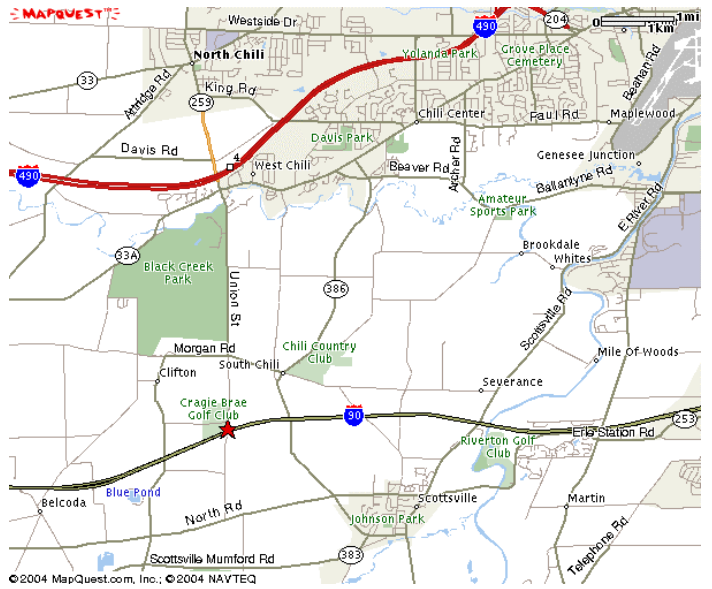 MAPQUEST
Westside Dr
490
204
0
1mi
1km
North Chili
Yolanda Park
Grove Place
Cemetery
33
Attridge Rd
King Rd
259
Beahan Rd
Chili Center
Paul Rd
Maplewood
Davis Park
Davis Rd
4
West Chili
Beaver Rd
Archer Rd
Genesee Junction
490
Ballantyne Rd
Amateur
Sports Park
E River Rd
33A
Black Creek
Park
Union St
Brookdale
Whites
386
Scottsville Rd
Morgan Rd
Chili Country
Club
South Chili
Clifton
Mile Of Woods
Severance
Cragie Brae
Golf Club
90
253
Erie Station Rd
Riverton Golf
Club
Blue Pond
Belcoda
North Rd
Scottsville
Martin
Johnson Park
Telephone Rd
383
Scottsville Mumford Rd
©2004 MapQuest.com, Inc.; ©2004 NAVTEQ